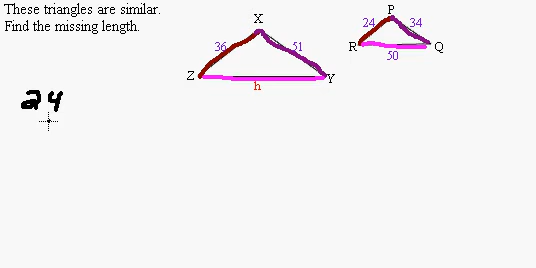 These triangles are similar.
Find the missing length.
X
36
51
Z
Y
h
P
24
34
R
Q
50
24